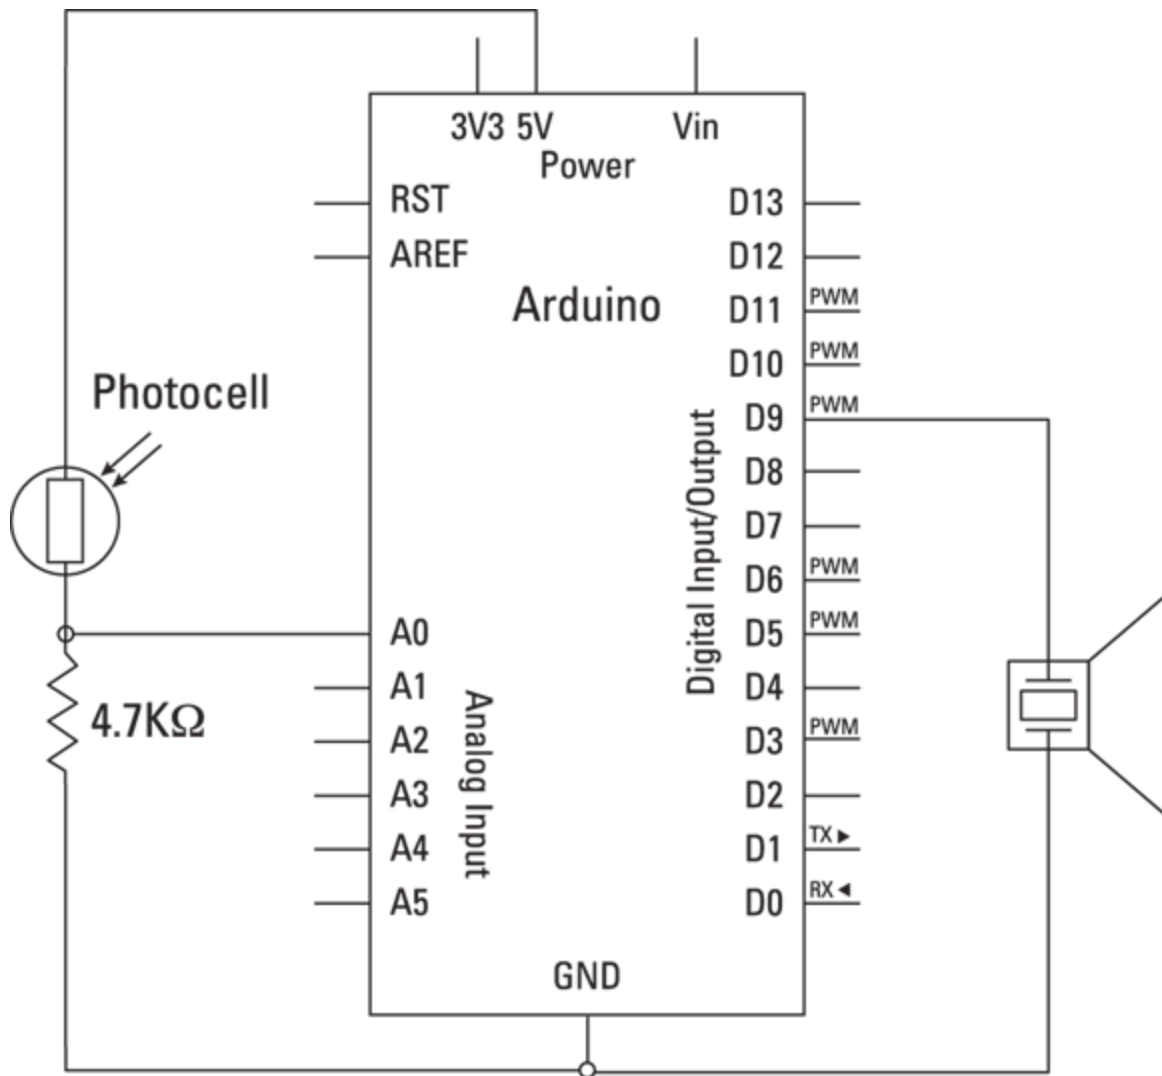 3V3 5V Vin
Power
RST
AREF
Arduino
Photocell
A0
A1
A2
A3
A4
A5
Analog Input
4.7KΩ
Digital Input/Output
D13
D12
D11 PWM
D10 PWM
D9 PWM
D8
D7
D6 PWM
D5 PWM
D4
D3 PWM
D2
D1 TX ▶
D0 RX ◀
GND